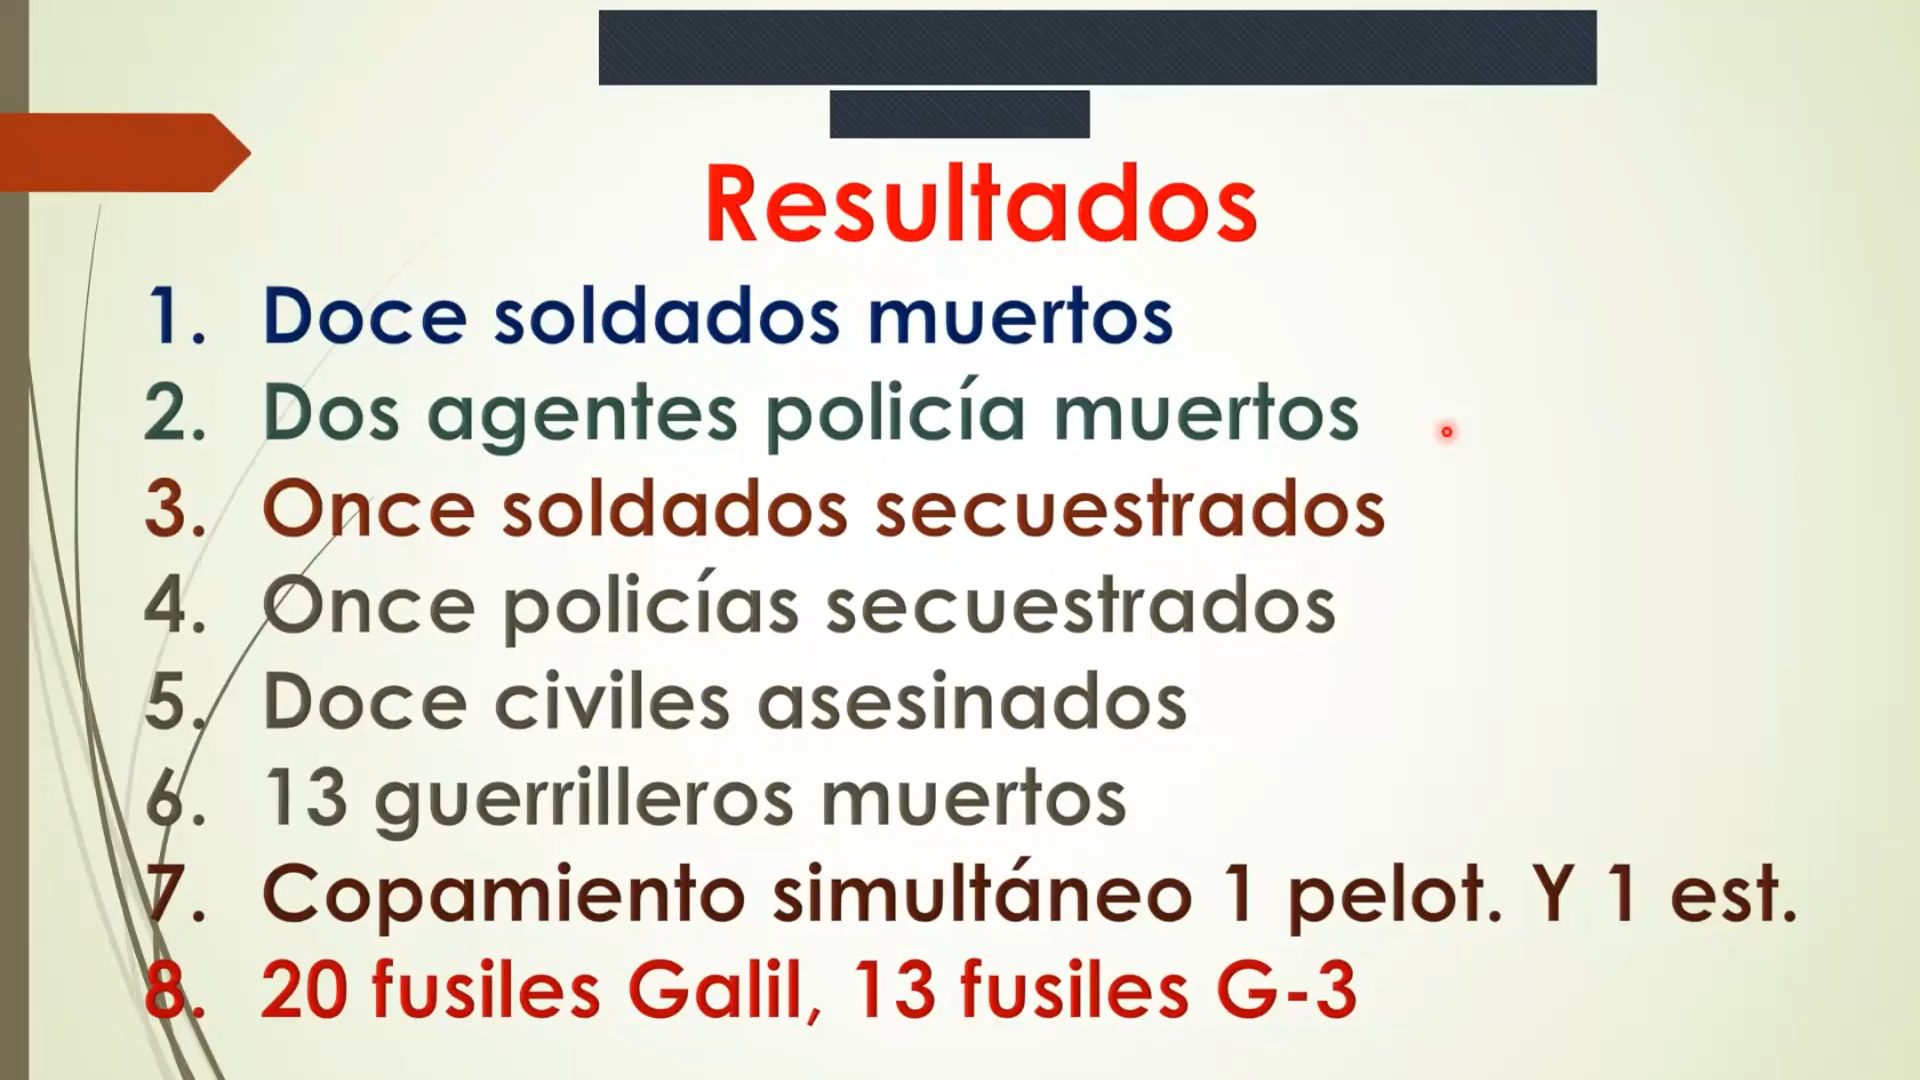 Resultados
1. Doce soldados muertos
2. Dos agentes policía muertos
3. Once soldados secuestrados
4. Once policías secuestrados
5. Doce civiles asesinados
6. 13 guerrilleros muertos
7. Copamiento simultáneo 1 pelot. Y 1 est.
8. 20 fusiles Galil, 13 fusiles G-3